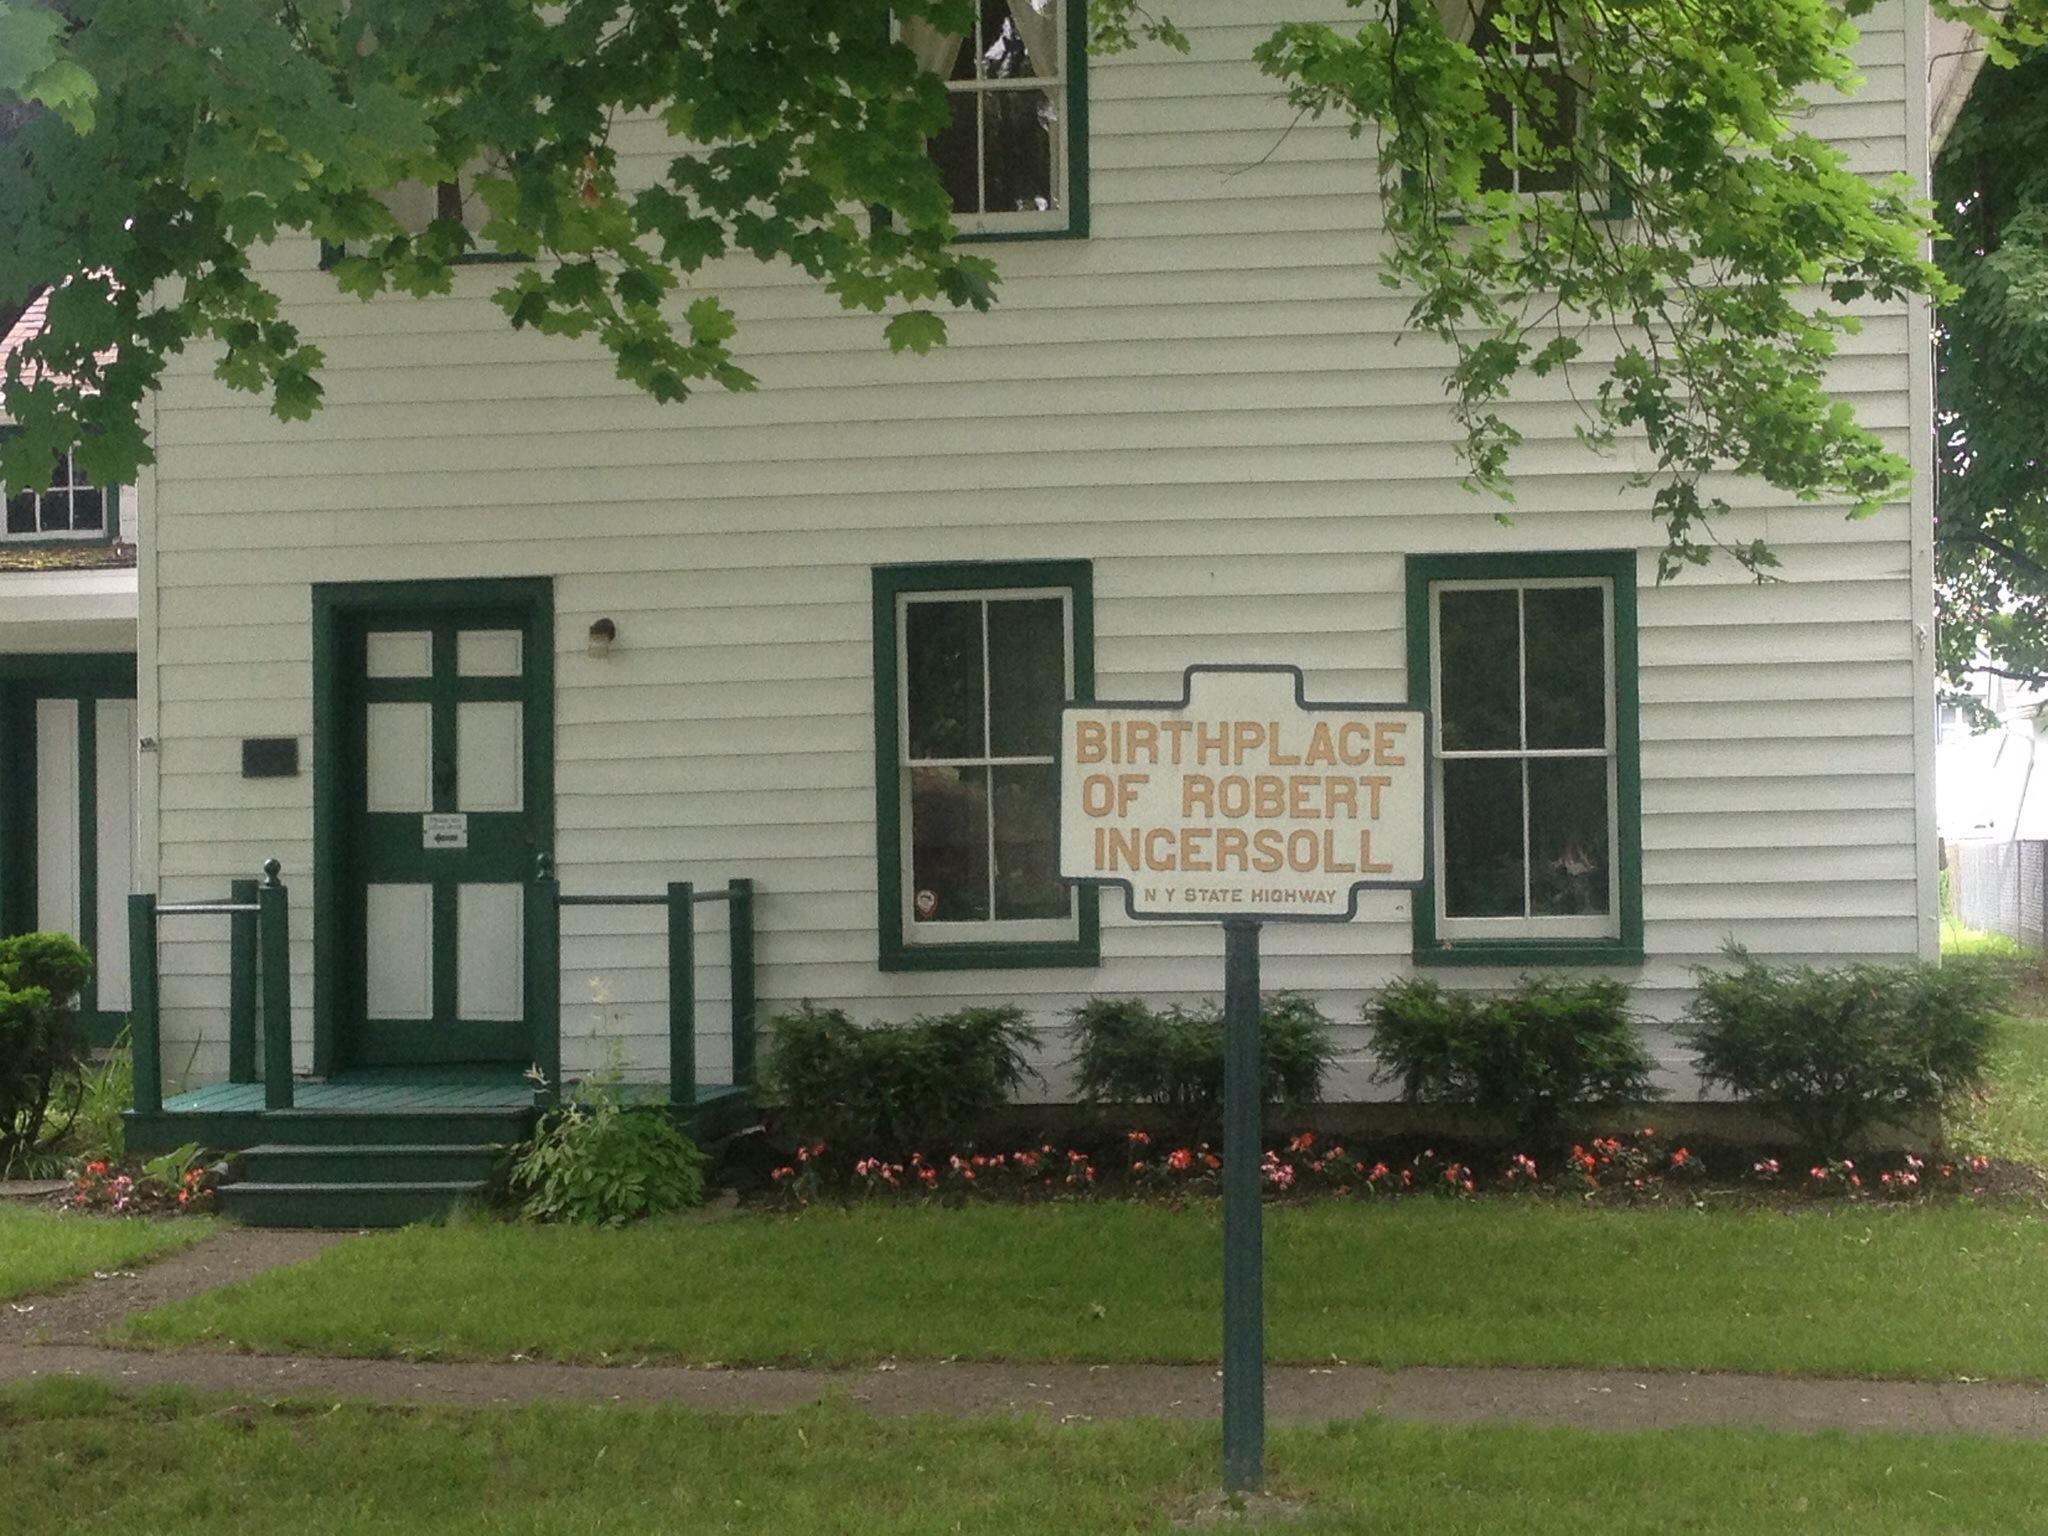 BIRTHPLACE
OF ROBERT
INGERSOLL
N Y STATE HIGHWAY